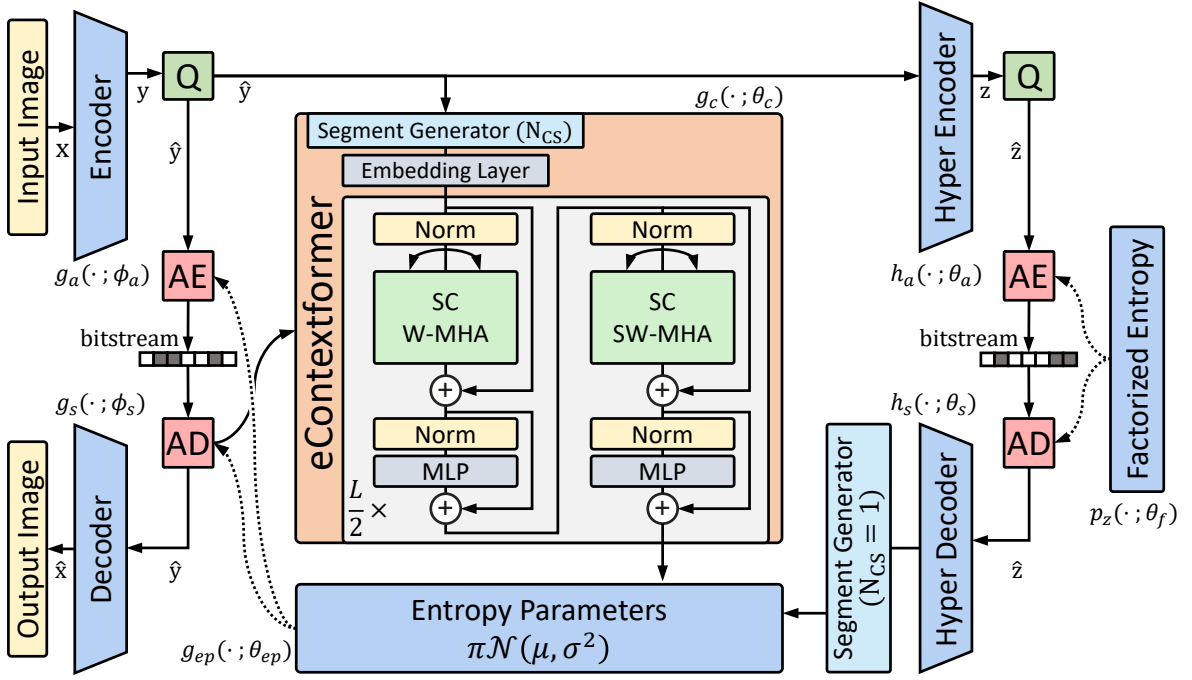 Input Image
x
Encoder
y
Q
ŷ
ŷ
g_a(·; ϕ_a)
AE
bitstream
g_s(·; ϕ_s)
AD
Output Image
x̂
Decoder
ŷ
eContextformer
g_c(·; θ_c)
Segment Generator (N_CS)
Embedding Layer
Norm
SC
W-MHA
+
Norm
MLP
+
L/2 ×
Norm
SC
SW-MHA
+
Norm
MLP
+
Entropy Parameters
π𝒩(μ, σ²)
g_ep(·; θ_ep)
Hyper Encoder
z
Q
ẑ
h_a(·; θ_a)
AE
bitstream
h_s(·; θ_s)
AD
Factorized Entropy
p_z(·; θ_f)
ẑ
Hyper Decoder
Segment Generator
(N_CS = 1)